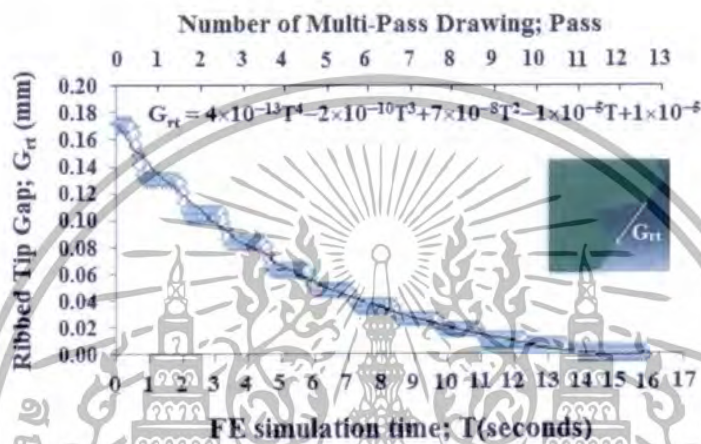 Number of Multi-Pass Drawing; Pass
0 1 2 3 4 5 6 7 8 9 10 11 12 13
G_rt = 4×10⁻¹³T⁴−2×10⁻¹⁰T³+7×10⁻⁸T²−1×10⁻⁵T+1×10⁻⁵
Ribbed Tip Gap; G_rt (mm)
0.20
0.18
0.16
0.14
0.12
0.10
0.08
0.06
0.04
0.02
0.00
G_rt
0 1 2 3 4 5 6 7 8 9 10 11 12 13 14 15 16 17
FE simulation time; T(seconds)